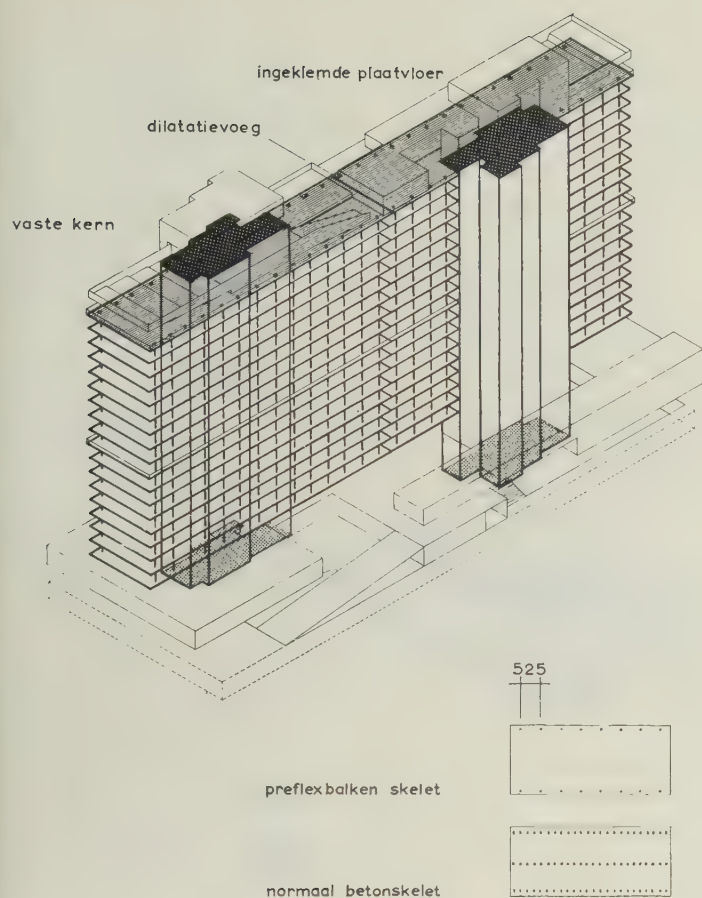 ingeklemde plaatvloer
dilatatievoeg
vaste kern
525
preflexbalken skelet
normaal betonskelet